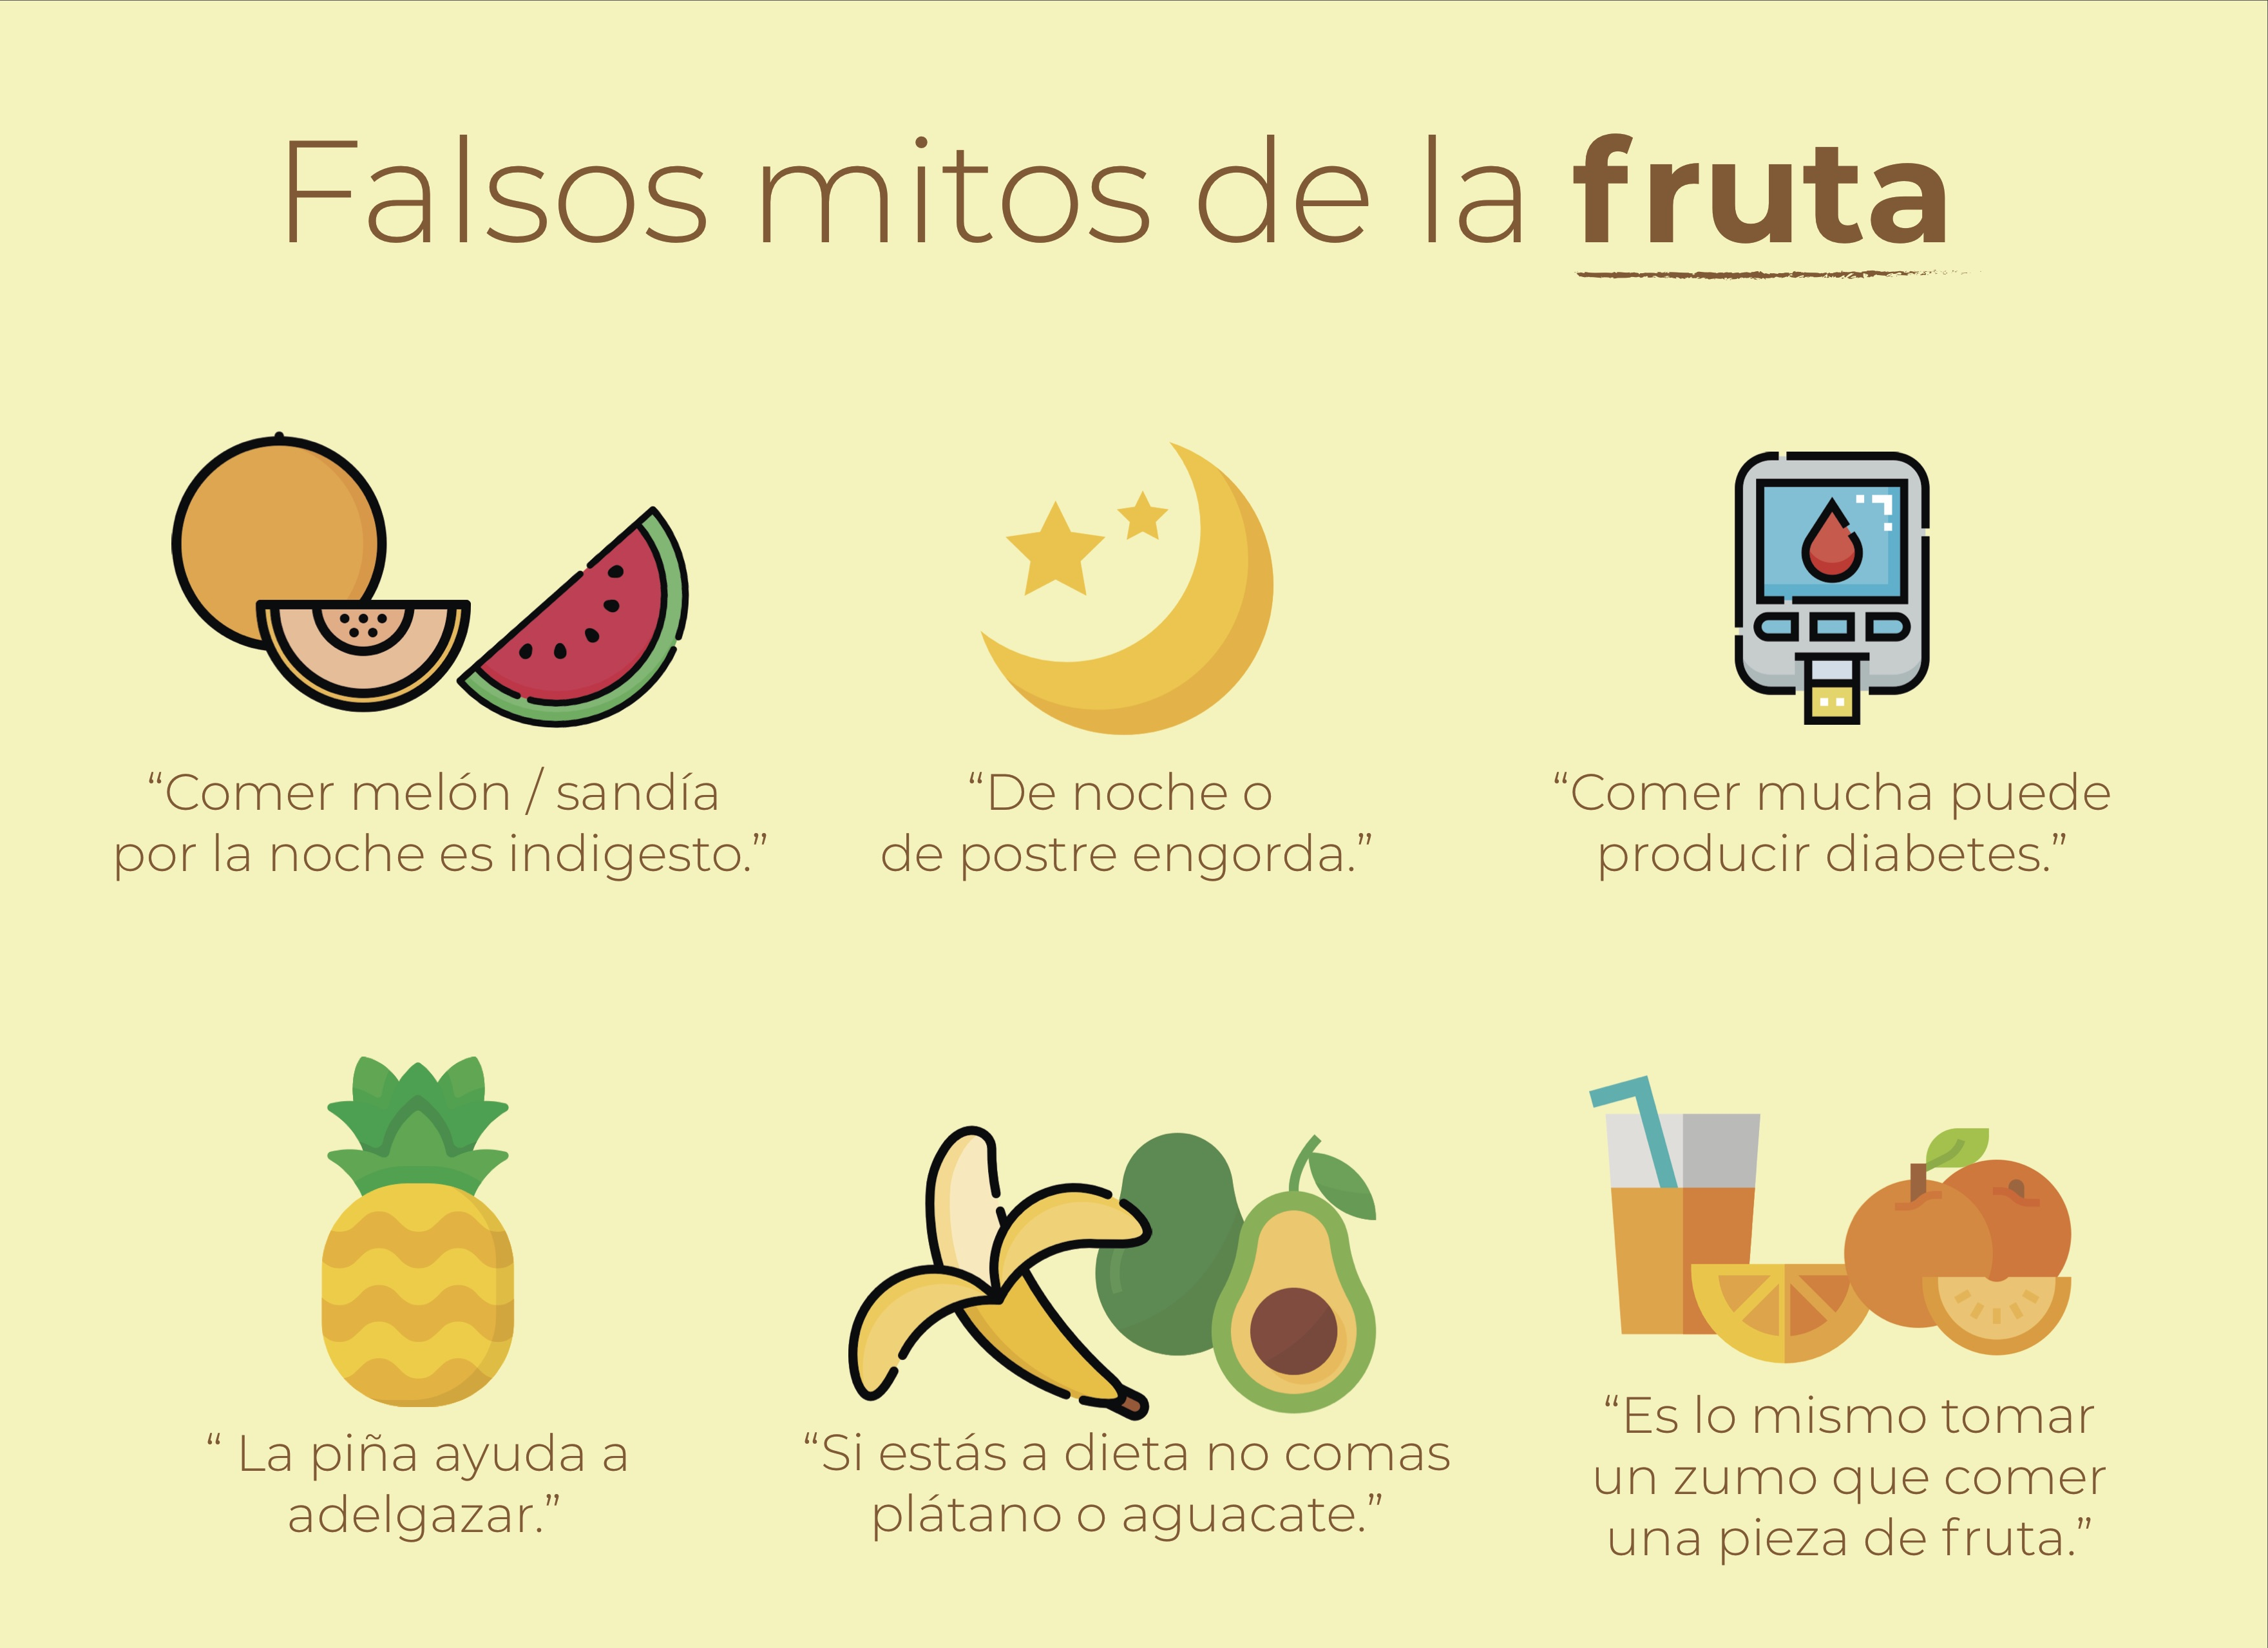 Falsos mitos de la fruta
“Comer melón / sandía
por la noche es indigesto.”
“De noche o
de postre engorda.”
“Comer mucha puede
producir diabetes.”
“ La piña ayuda a
adelgazar.”
“Si estás a dieta no comas
plátano o aguacate.”
“Es lo mismo tomar
un zumo que comer
una pieza de fruta.”